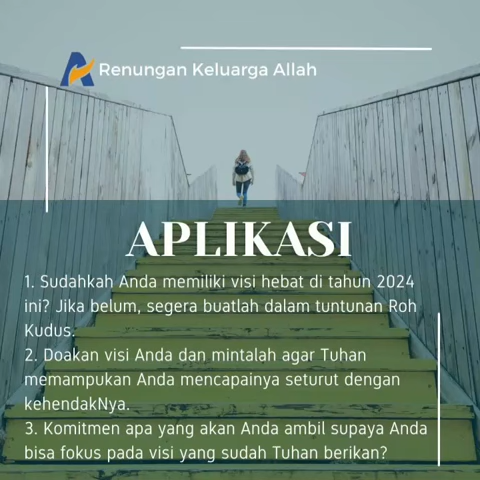 Renungan Keluarga Allah
APLIKASI
1. Sudahkah Anda memiliki visi hebat di tahun 2024
ini? Jika belum, segera buatlah dalam tuntunan Roh
Kudus.
2. Doakan visi Anda dan mintalah agar Tuhan
memampukan Anda mencapainya seturut dengan
kehendakNya.
3. Komitmen apa yang akan Anda ambil supaya Anda
bisa fokus pada visi yang sudah Tuhan berikan?